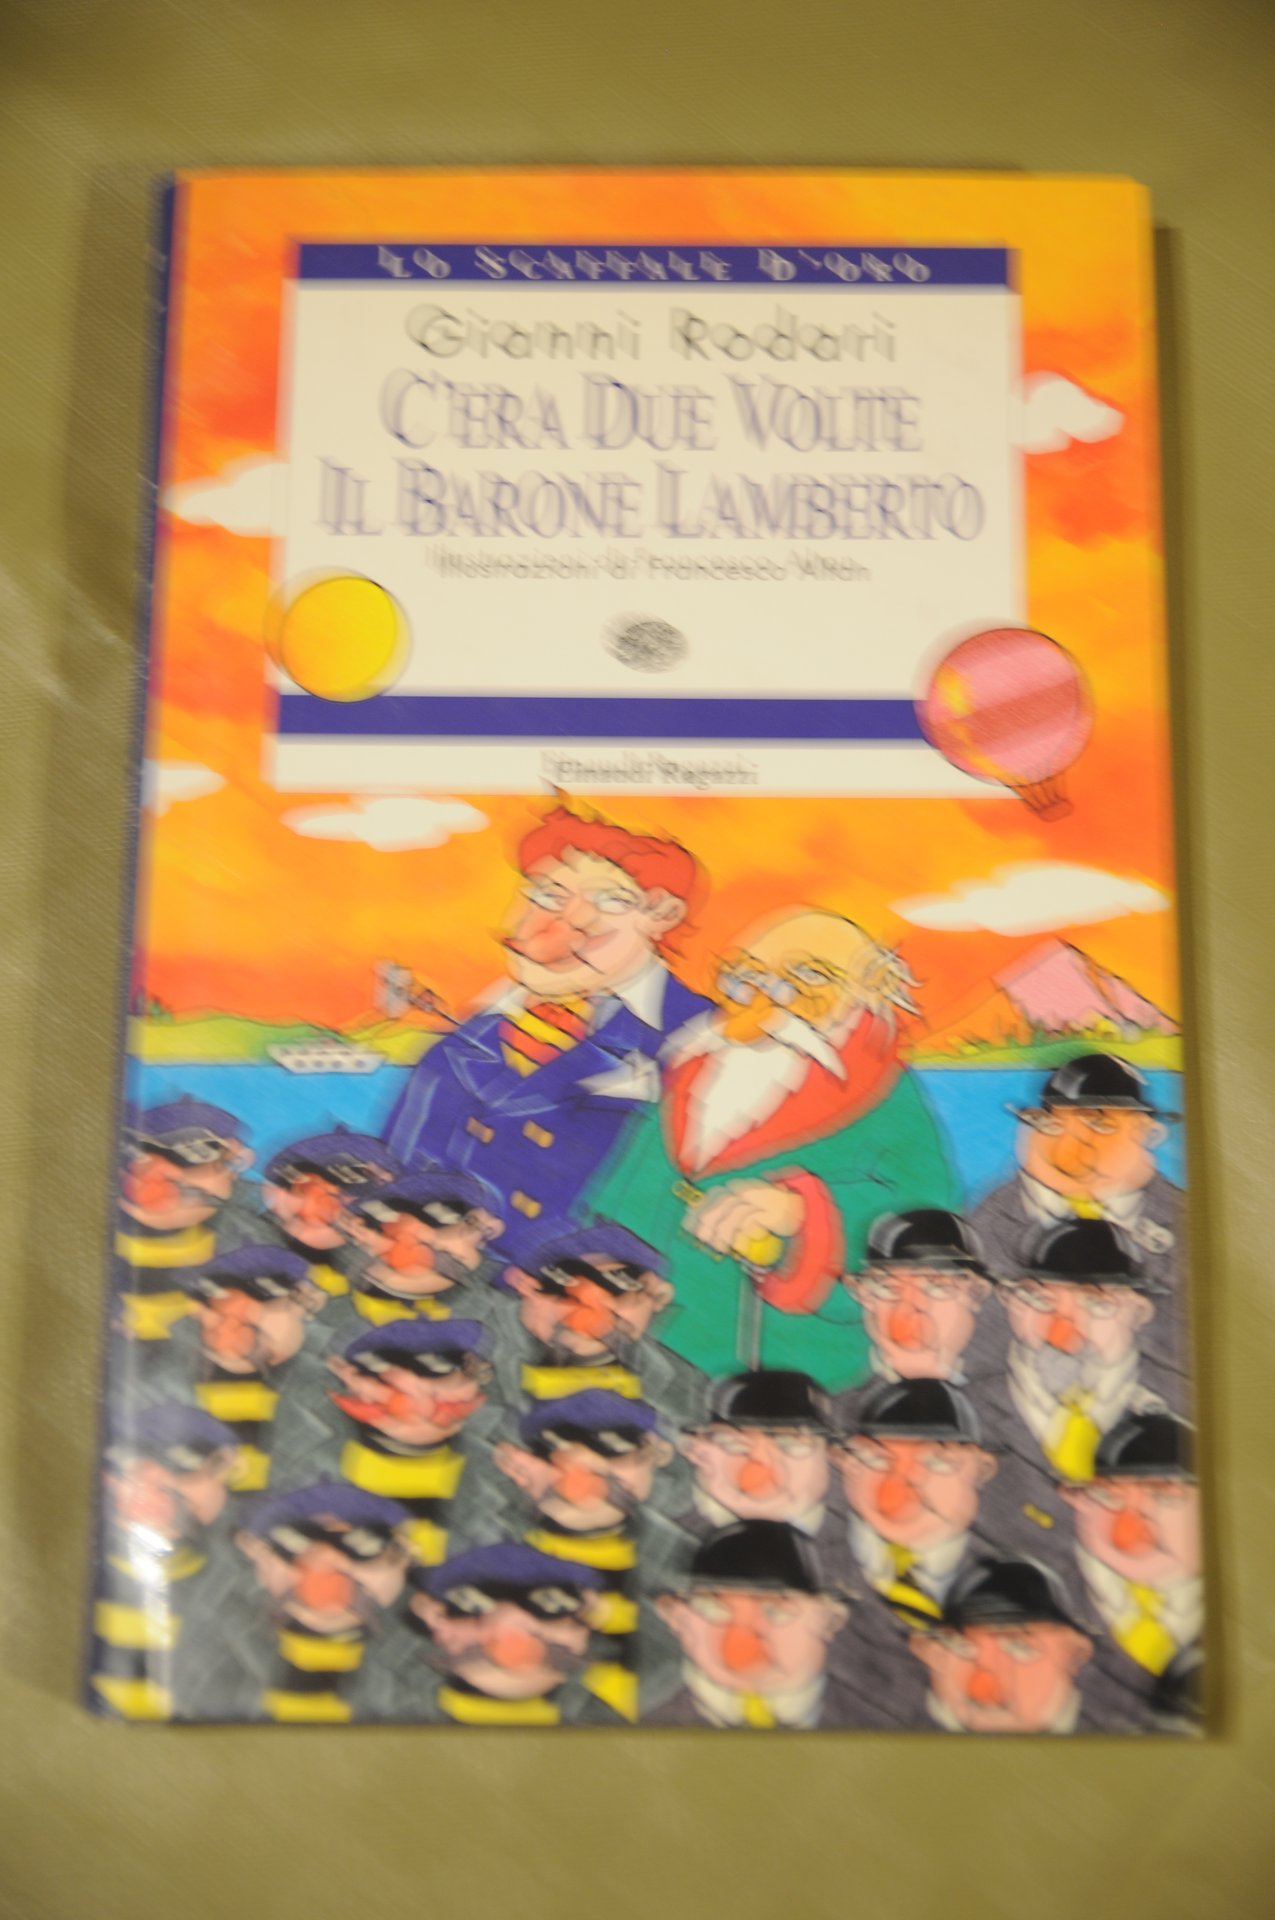 LO SCAFFALE D'ORO
Gianni Rodari
C'ERA DUE VOLTE
IL BARONE LAMBERTO
Illustrazioni di Francesco Altan
Einaudi Ragazzi